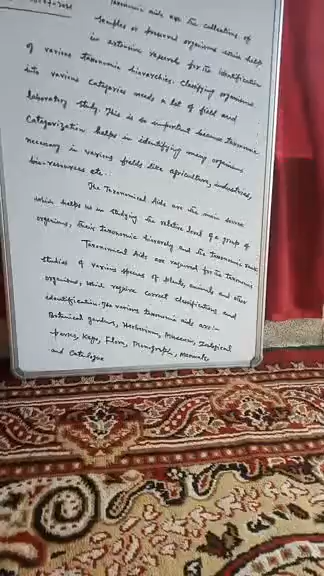 Taxonomic aids are the collections of
samples or preserved organisms which help
in extensive research for the identification
of various taxonomic hierarchies. Classifying organisms
into various categories needs a lot of field and
laboratory study. This is so important because taxonomic
Categorization helps in identifying many organisms
necessary in various fields like agriculture, industries,
bio-resources etc.
The Taxonomical Aids are the main source
which helps us in studying the relative level of a group of
organisms, their taxonomic hierarchy and the taxonomic rank.
Taxonomical Aids are required for the taxonomic
studies of various species of plants, animals and other
organisms, which require correct classification and
identification. The various taxonomic aids are:-
Botanical gardens, Herbarium, Museum, Zoological
parks, Keys, Flora, Monograph, Manuals
and Catalogue